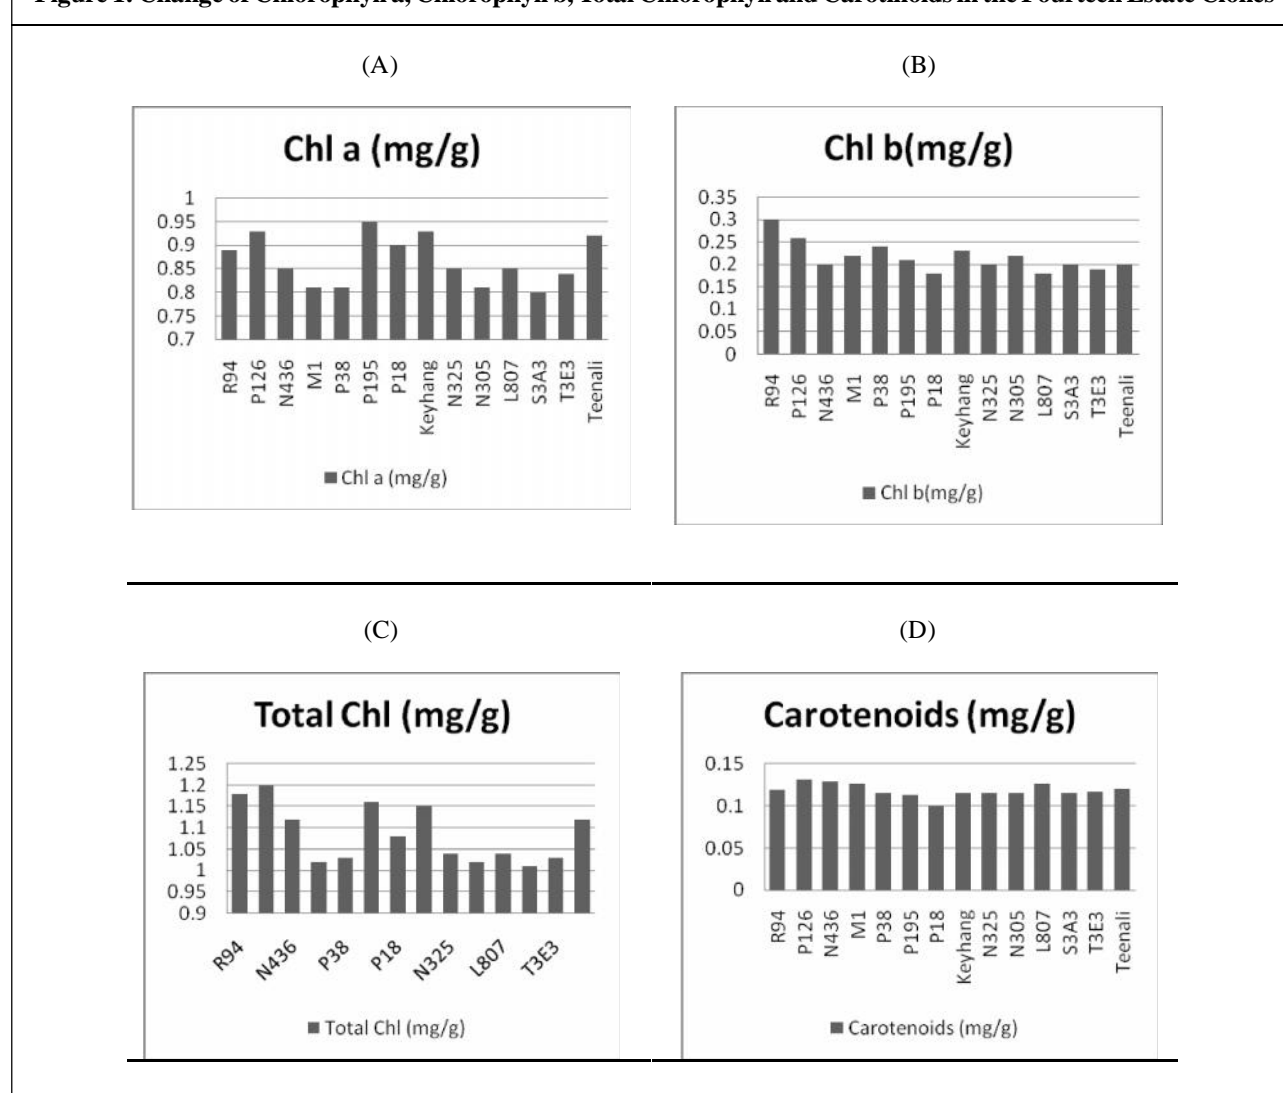 Figure 1: Change of Chlorophyll a, Chlorophyll b, Total Chlorophyll and Carotinoids in the Fourteen Estate Clones
(A)
Chl a (mg/g)
1
0.95
0.9
0.85
0.8
0.75
0.7
R94
P126
N436
M1
P38
P195
P18
Keyhang
N325
N305
L807
S3A3
T3E3
Teenali
Chl a (mg/g)
(B)
Chl b(mg/g)
0.35
0.3
0.25
0.2
0.15
0.1
0.05
0
R94
P126
N436
M1
P38
P195
P18
Keyhang
N325
N305
L807
S3A3
T3E3
Teenali
Chl b(mg/g)
(C)
Total Chl (mg/g)
1.25
1.2
1.15
1.1
1.05
1
0.95
0.9
R94
N436
P38
P18
N325
L807
T3E3
Total Chl (mg/g)
(D)
Carotenoids (mg/g)
0.15
0.1
0.05
0
R94
P126
N436
M1
P38
P195
P18
Keyhang
N325
N305
L807
S3A3
T3E3
Teenali
Carotenoids (mg/g)